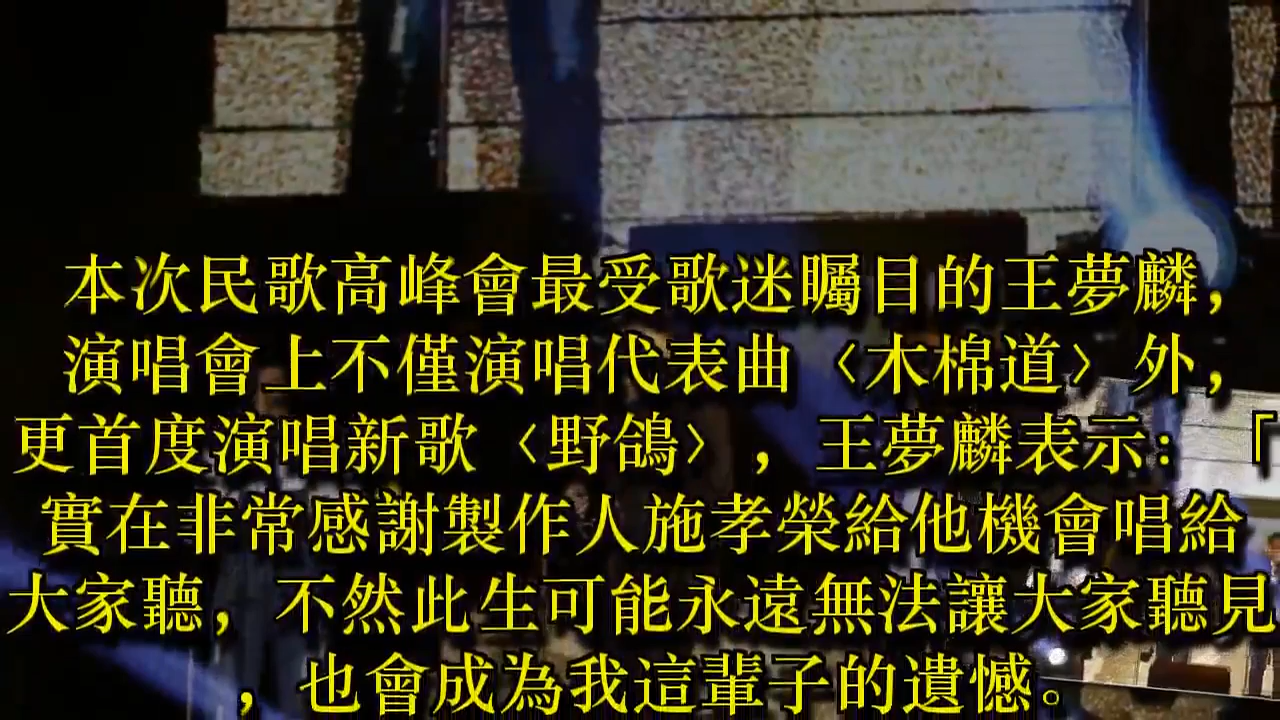 本次民歌高峰會最受歌迷矚目的王夢麟，
演唱會上不僅演唱代表曲〈木棉道〉外，
更首度演唱新歌〈野鴿〉，王夢麟表示：「
實在非常感謝製作人施孝榮給他機會唱給
大家聽，不然此生可能永遠無法讓大家聽見
，也會成為我這輩子的遺憾。